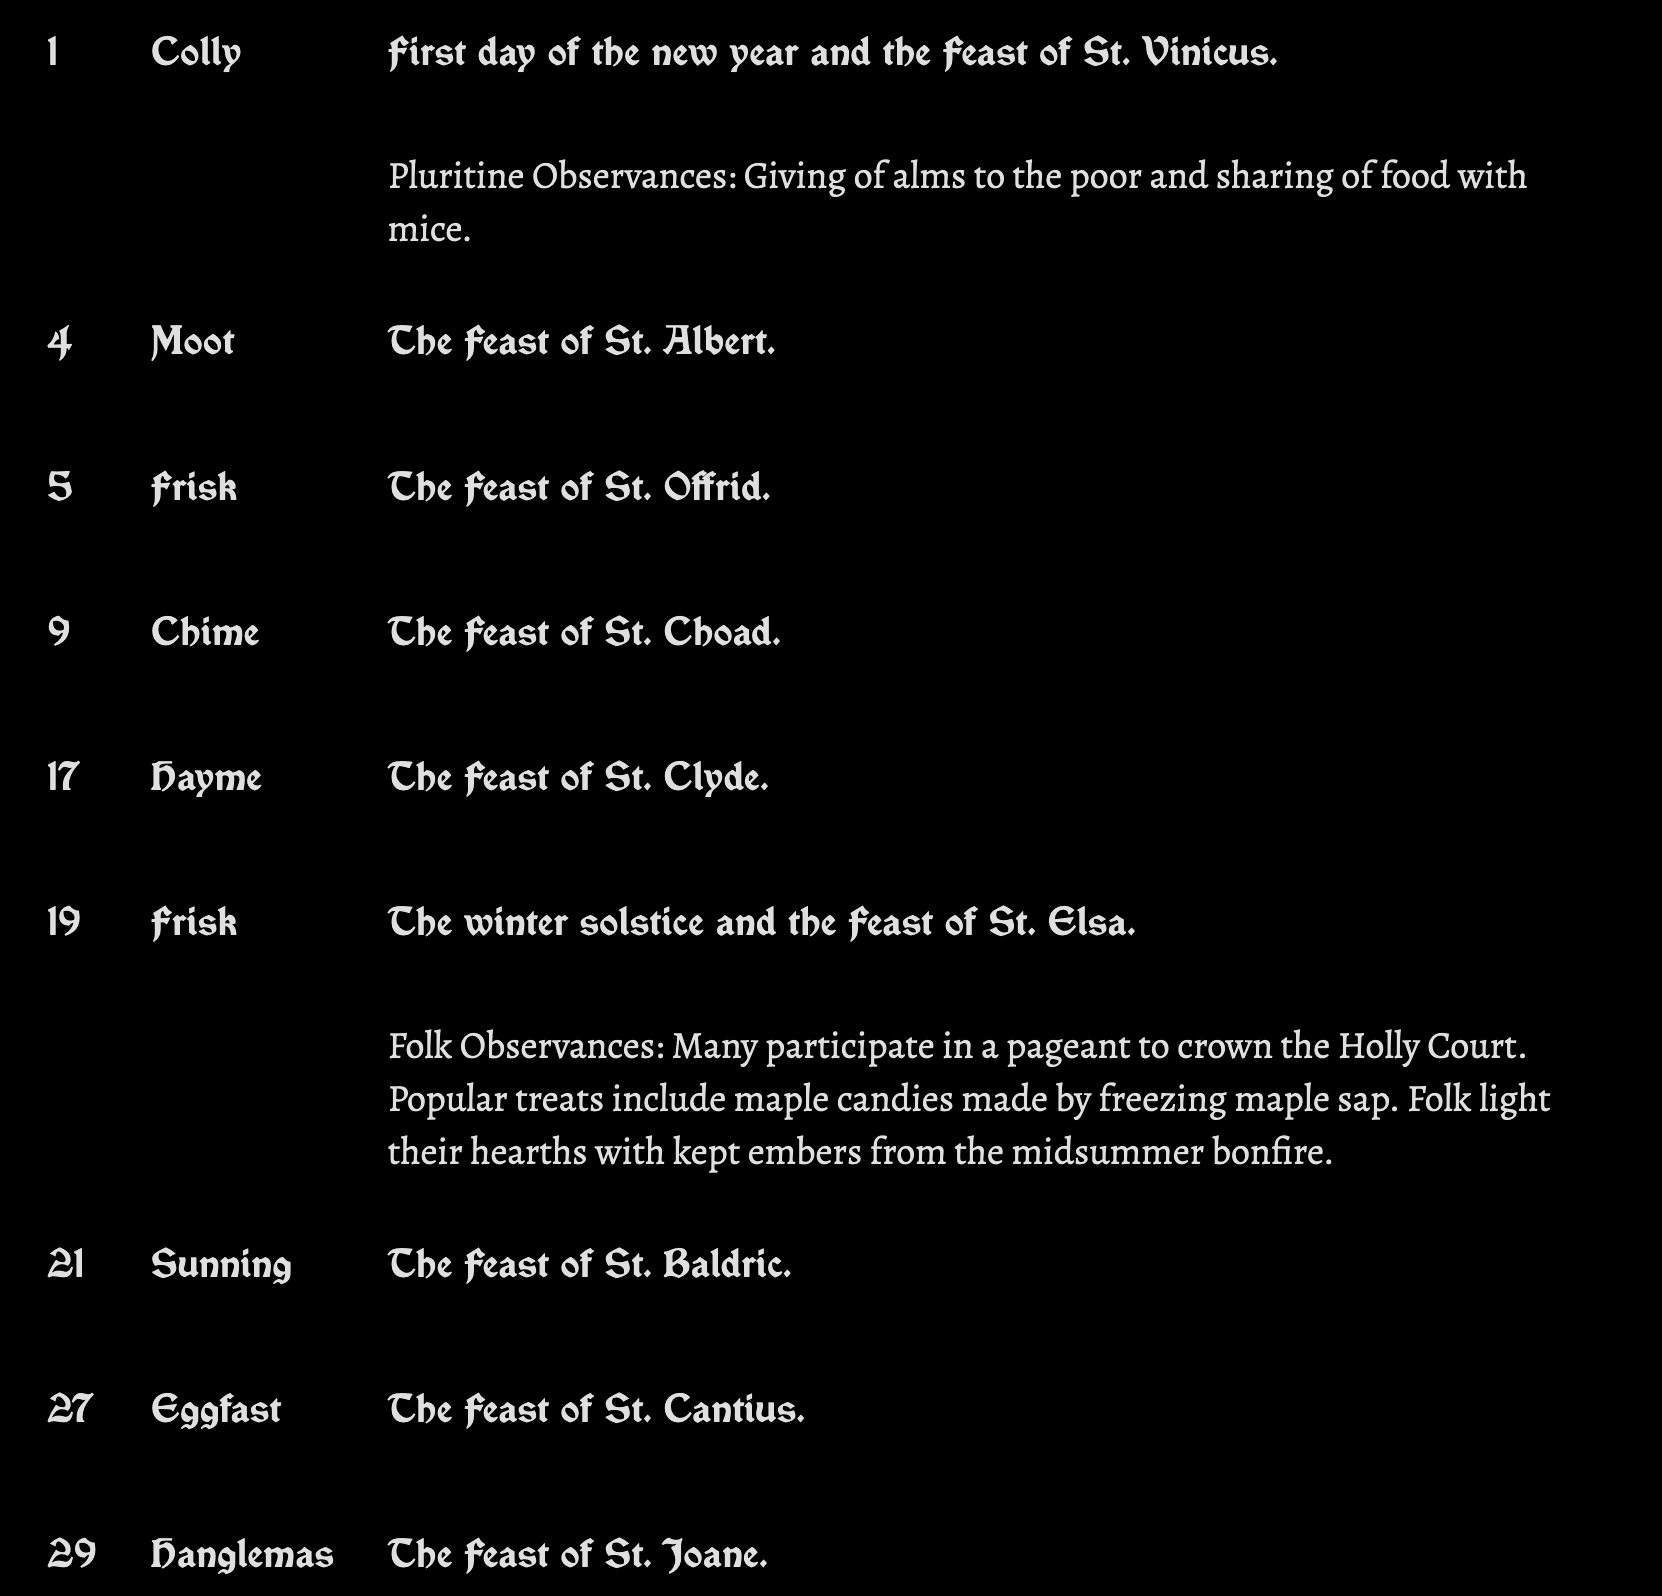 1 Colly First day of the new year and the Feast of St. Vinicus.
Pluritine Observances: Giving of alms to the poor and sharing of food with
mice.
4 Moot The Feast of St. Albert.
5 Frisk The Feast of St. Offrid.
9 Chime The Feast of St. Choad.
17 Hayme The Feast of St. Clyde.
19 Frisk The winter solstice and the Feast of St. Elsa.
Folk Observances: Many participate in a pageant to crown the Holly Court.
Popular treats include maple candies made by freezing maple sap. Folk light
their hearths with kept embers from the midsummer bonfire.
21 Sunning The Feast of St. Baldric.
27 Eggfast The Feast of St. Cantius.
29 Hanglemas The Feast of St. Joane.